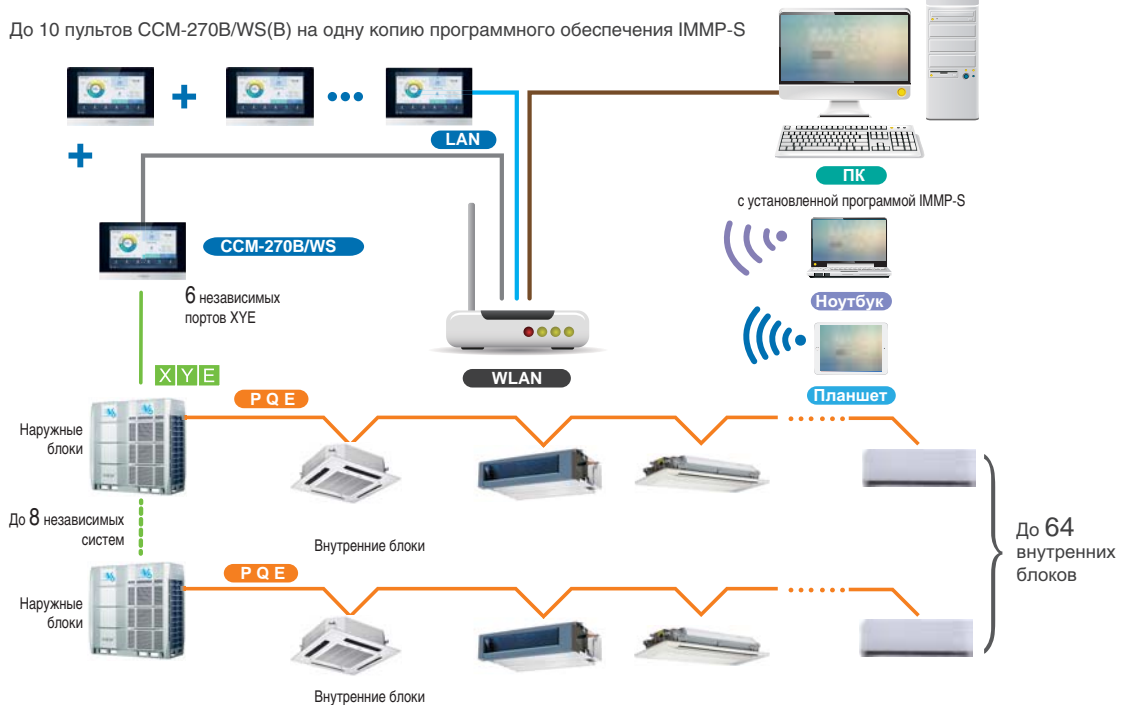 До 10 пультов CCM-270B/WS(B) на одну копию программного обеспечения IMMP-S
LAN
ПК
с установленной программой IMMP-S
CCM-270B/WS
6 независимых
портов XYE
Ноутбук
WLAN
X Y E
Планшет
P Q E
Наружные
блоки
До 8 независимых
систем
Внутренние блоки
До 64
внутренних
блоков
P Q E
Наружные
блоки
Внутренние блоки